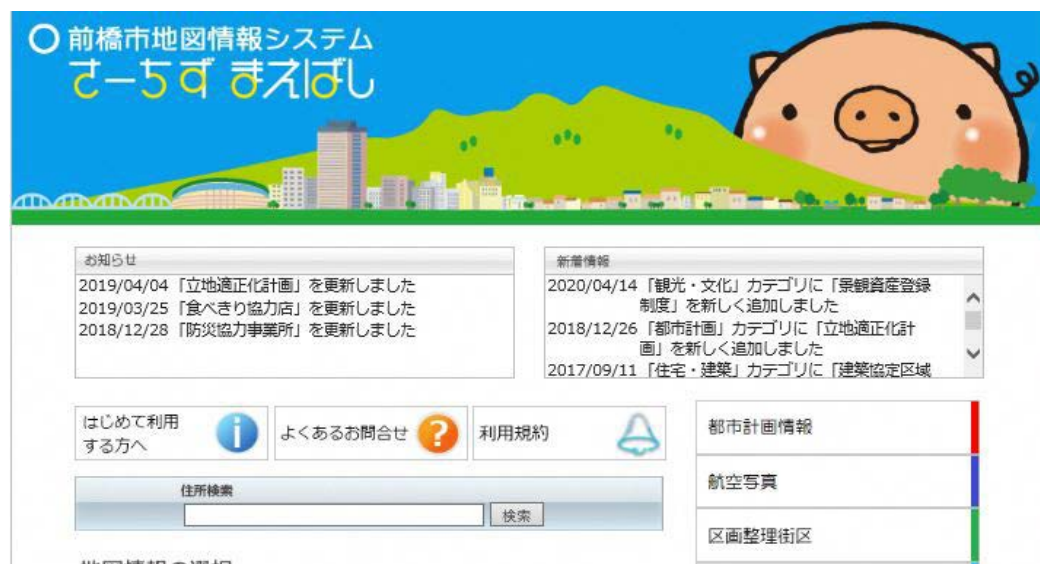 前橋市地図情報システム
さーちず まえばし
お知らせ
2019/04/04「立地適正化計画」を更新しました
2019/03/25「食べきり協力店」を更新しました
2018/12/28「防災協力事業所」を更新しました
新着情報
2020/04/14「観光・文化」カテゴリに「景観資産登録
制度」を新しく追加しました
2018/12/26「都市計画」カテゴリに「立地適正化計
画」を新しく追加しました
2017/09/11「住宅・建築」カテゴリに「建築協定区域
はじめて利用
する方へ
よくあるお問合せ
利用規約
住所検索
検索
都市計画情報
航空写真
区画整理街区
地図情報の選択